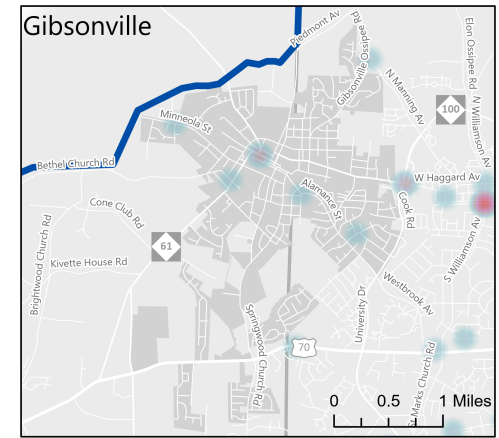 Gibsonville
Piedmont Av
Gibsonville Ossipee Rd
Elon Ossipee Rd
N Manning Av
N Williamson Av
100
Minneola St
Bethel Church Rd
W Haggard Av
Cone Club Rd
Alamance St
Cook Rd
Brightwood Church Rd
61
S Williamson Av
Kivette House Rd
Westbrook Av
University Dr
Springwood Church Rd
70
St Marks Church Rd
0 0.5 1 Miles